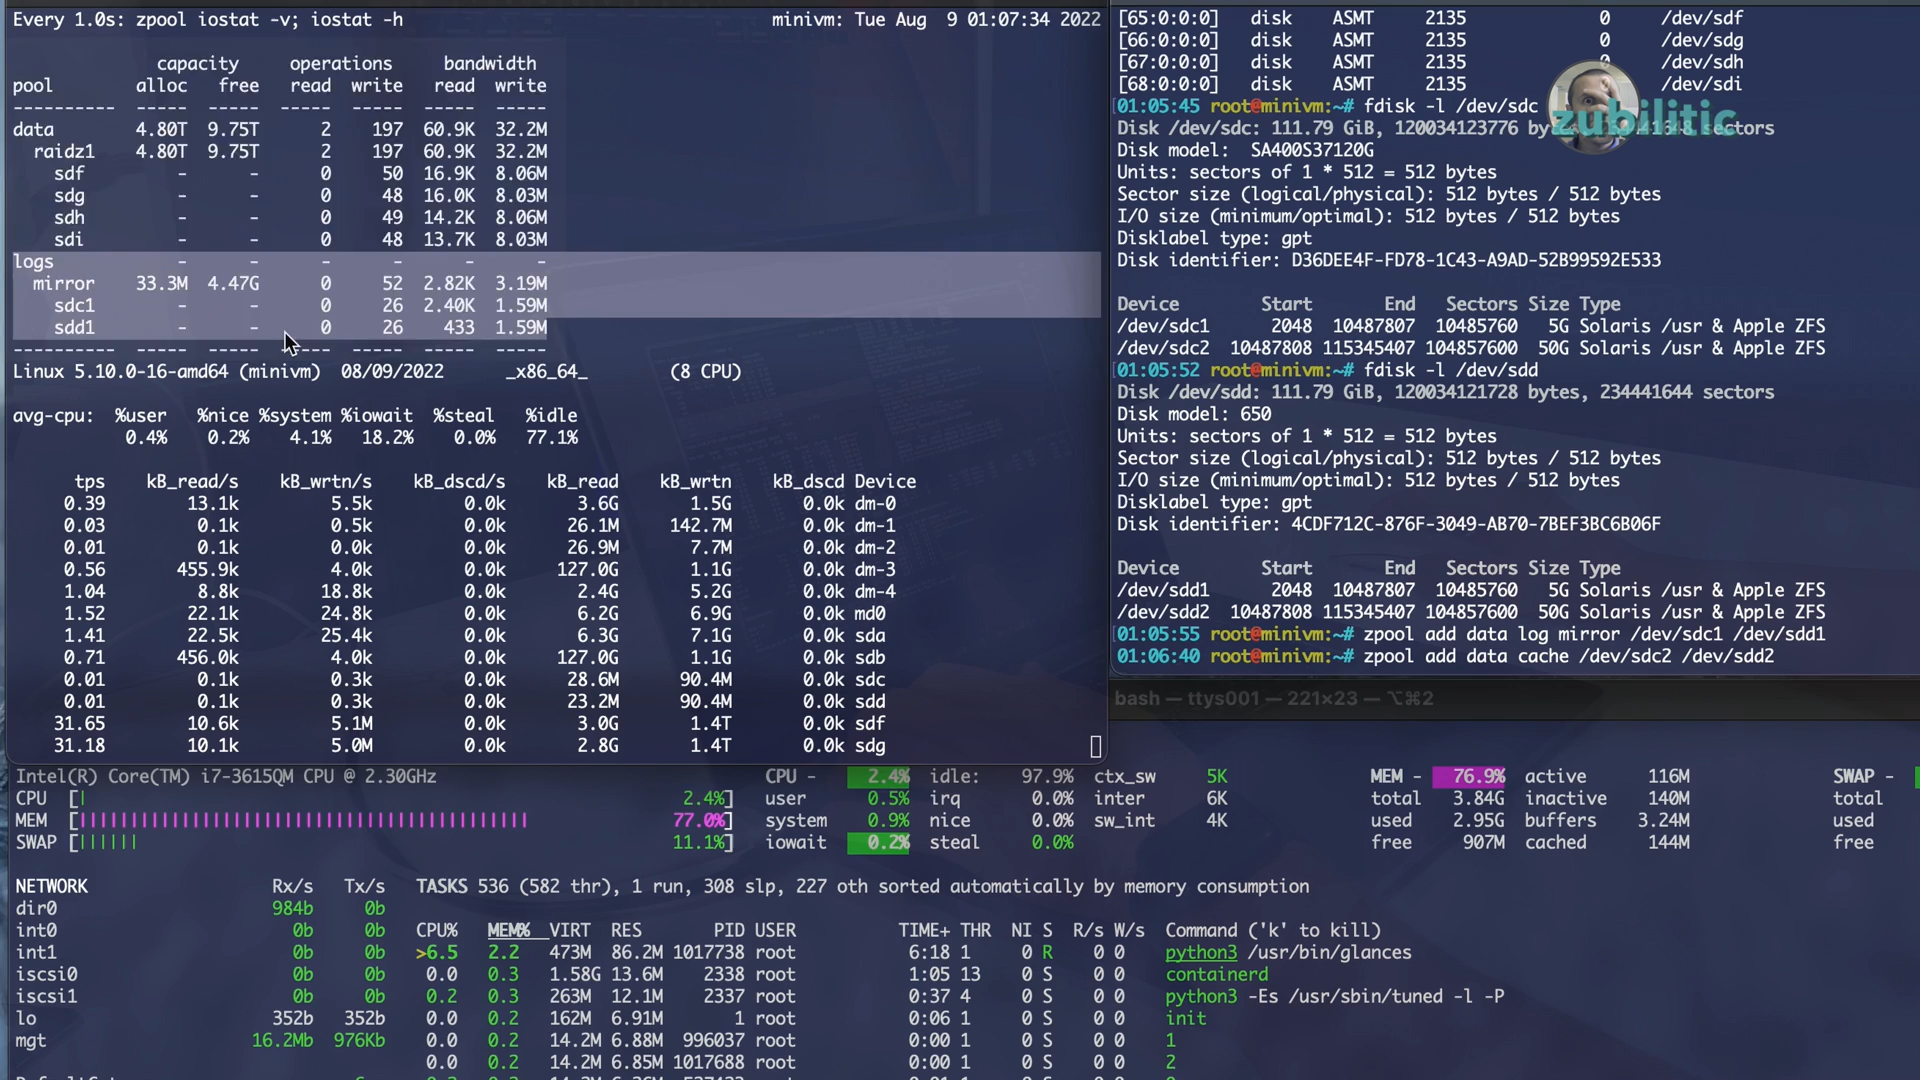 Every 1.0s: zpool iostat -v; iostat -h minivm: Tue Aug 9 01:07:34 2022
capacity operations bandwidth
pool alloc free read write read write
---------- ----- ----- ----- ----- ----- -----
data 4.80T 9.75T 2 197 60.9K 32.2M
raidz1 4.80T 9.75T 2 197 60.9K 32.2M
sdf - - 0 50 16.9K 8.06M
sdg - - 0 48 16.0K 8.03M
sdh - - 0 49 14.2K 8.06M
sdi - - 0 48 13.7K 8.03M
logs - - - - - -
mirror 33.3M 4.47G 0 52 2.82K 3.19M
sdc1 - - 0 26 2.40K 1.59M
sdd1 - - 0 26 433 1.59M
---------- ----- ----- ----- ----- ----- -----
Linux 5.10.0-16-amd64 (minivm) 08/09/2022 _x86_64_ (8 CPU)
avg-cpu: %user %nice %system %iowait %steal %idle
0.4% 0.2% 4.1% 18.2% 0.0% 77.1%
tps kB_read/s kB_wrtn/s kB_dscd/s kB_read kB_wrtn kB_dscd Device
0.39 13.1k 5.5k 0.0k 3.6G 1.5G 0.0k dm-0
0.03 0.1k 0.5k 0.0k 26.1M 142.7M 0.0k dm-1
0.01 0.1k 0.0k 0.0k 26.9M 7.7M 0.0k dm-2
0.56 455.9k 4.0k 0.0k 127.0G 1.1G 0.0k dm-3
1.04 8.8k 18.8k 0.0k 2.4G 5.2G 0.0k dm-4
1.52 22.1k 24.8k 0.0k 6.2G 6.9G 0.0k md0
1.41 22.5k 25.4k 0.0k 6.3G 7.1G 0.0k sda
0.71 456.0k 4.0k 0.0k 127.0G 1.1G 0.0k sdb
0.01 0.1k 0.3k 0.0k 28.6M 90.4M 0.0k sdc
0.01 0.1k 0.3k 0.0k 23.2M 90.4M 0.0k sdd
31.65 10.6k 5.1M 0.0k 3.0G 1.4T 0.0k sdf
31.18 10.1k 5.0M 0.0k 2.8G 1.4T 0.0k sdg
[65:0:0:0] disk ASMT 2135 0 /dev/sdf
[66:0:0:0] disk ASMT 2135 0 /dev/sdg
[67:0:0:0] disk ASMT 2135 0 /dev/sdh
[68:0:0:0] disk ASMT 2135 /dev/sdi
[01:05:45 root@minivm:~# fdisk -l /dev/sdc
zubilitic
Disk /dev/sdc: 111.79 GiB, 120034123776 sectors
Disk model: SA400S37120G
Units: sectors of 1 * 512 = 512 bytes
Sector size (logical/physical): 512 bytes / 512 bytes
I/O size (minimum/optimal): 512 bytes / 512 bytes
Disklabel type: gpt
Disk identifier: D36DEE4F-FD78-1C43-A9AD-52B99592E533
Device Start End Sectors Size Type
/dev/sdc1 2048 10487807 10485760 5G Solaris /usr & Apple ZFS
/dev/sdc2 10487808 115345407 104857600 50G Solaris /usr & Apple ZFS
[01:05:52 root@minivm:~# fdisk -l /dev/sdd
Disk /dev/sdd: 111.79 GiB, 120034121728 bytes, 234441644 sectors
Disk model: 650
Units: sectors of 1 * 512 = 512 bytes
Sector size (logical/physical): 512 bytes / 512 bytes
I/O size (minimum/optimal): 512 bytes / 512 bytes
Disklabel type: gpt
Disk identifier: 4CDF712C-876F-3049-AB70-7BEF3BC6B06F
Device Start End Sectors Size Type
/dev/sdd1 2048 10487807 10485760 5G Solaris /usr & Apple ZFS
/dev/sdd2 10487808 115345407 104857600 50G Solaris /usr & Apple ZFS
[01:05:55 root@minivm:~# zpool add data log mirror /dev/sdc1 /dev/sdd1
01:06:40 root@minivm:~# zpool add data cache /dev/sdc2 /dev/sdd2
bash — ttys001 — 221×23 — ⌥⌘2
Intel(R) Core(TM) i7-3615QM CPU @ 2.30GHz CPU - 2.4% idle: 97.9% ctx_sw 5K MEM - 76.9% active 116M SWAP -
CPU [| 2.4%] user 0.5% irq 0.0% inter 6K total 3.84G inactive 140M total
MEM [|||||||||||||||||||||||||||||||||||||||||||| 77.0%] system 0.9% nice 0.0% sw_int 4K used 2.95G buffers 3.24M used
SWAP [|||||| 11.1%] iowait 0.2% steal 0.0% free 907M cached 144M free
NETWORK Rx/s Tx/s TASKS 536 (582 thr), 1 run, 308 slp, 227 oth sorted automatically by memory consumption
dir0 984b 0b
int0 0b 0b CPU% MEM% VIRT RES PID USER TIME+ THR NI S R/s W/s Command ('k' to kill)
int1 0b 0b >6.5 2.2 473M 86.2M 1017738 root 6:18 1 0 R 0 0 python3 /usr/bin/glances
iscsi0 0b 0b 0.0 0.3 1.58G 13.6M 2338 root 1:05 13 0 S 0 0 containerd
iscsi1 0b 0b 0.2 0.3 263M 12.1M 2337 root 0:37 4 0 S 0 0 python3 -Es /usr/sbin/tuned -l -P
lo 352b 352b 0.0 0.2 162M 6.91M 1 root 0:06 1 0 S 0 0 init
mgt 16.2Mb 976Kb 0.0 0.2 14.2M 6.88M 996037 root 0:00 1 0 S 0 0 1
0.0 0.2 14.2M 6.85M 1017688 root 0:00 1 0 S 0 0 2